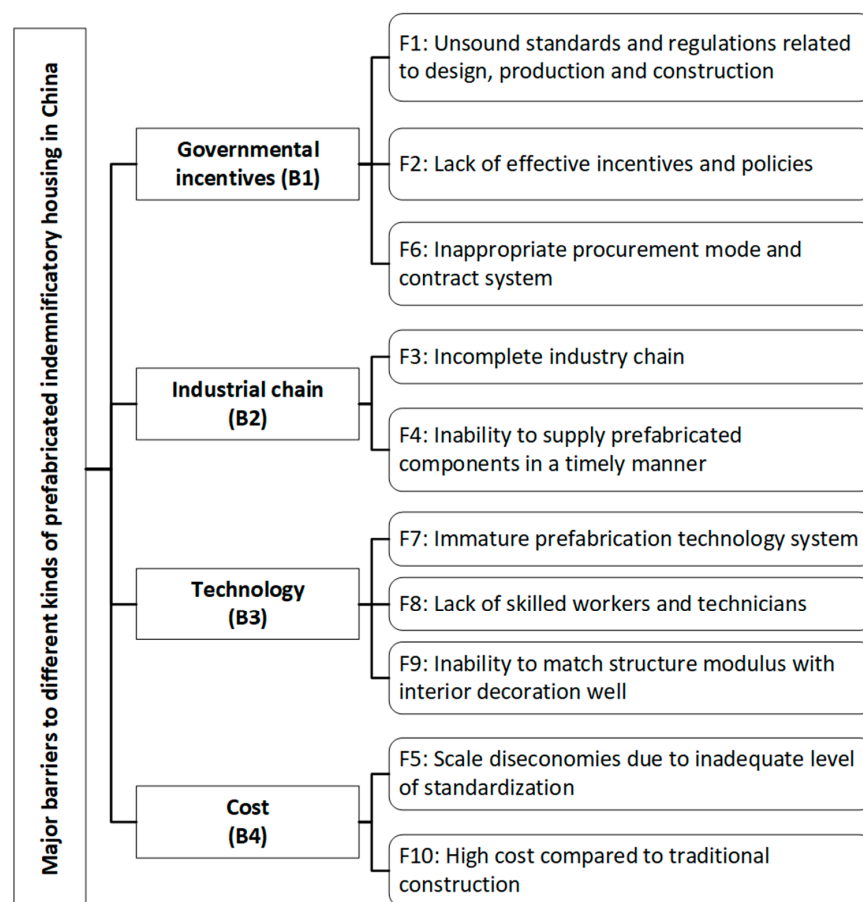 Major barriers to different kinds of prefabricated indemnificatory housing in China
Governmental
incentives (B1)
F1: Unsound standards and regulations related
to design, production and construction
F2: Lack of effective incentives and policies
F6: Inappropriate procurement mode and
contract system
Industrial chain
(B2)
F3: Incomplete industry chain
F4: Inability to supply prefabricated
components in a timely manner
Technology
(B3)
F7: Immature prefabrication technology system
F8: Lack of skilled workers and technicians
F9: Inability to match structure modulus with
interior decoration well
Cost
(B4)
F5: Scale diseconomies due to inadequate level
of standardization
F10: High cost compared to traditional
construction